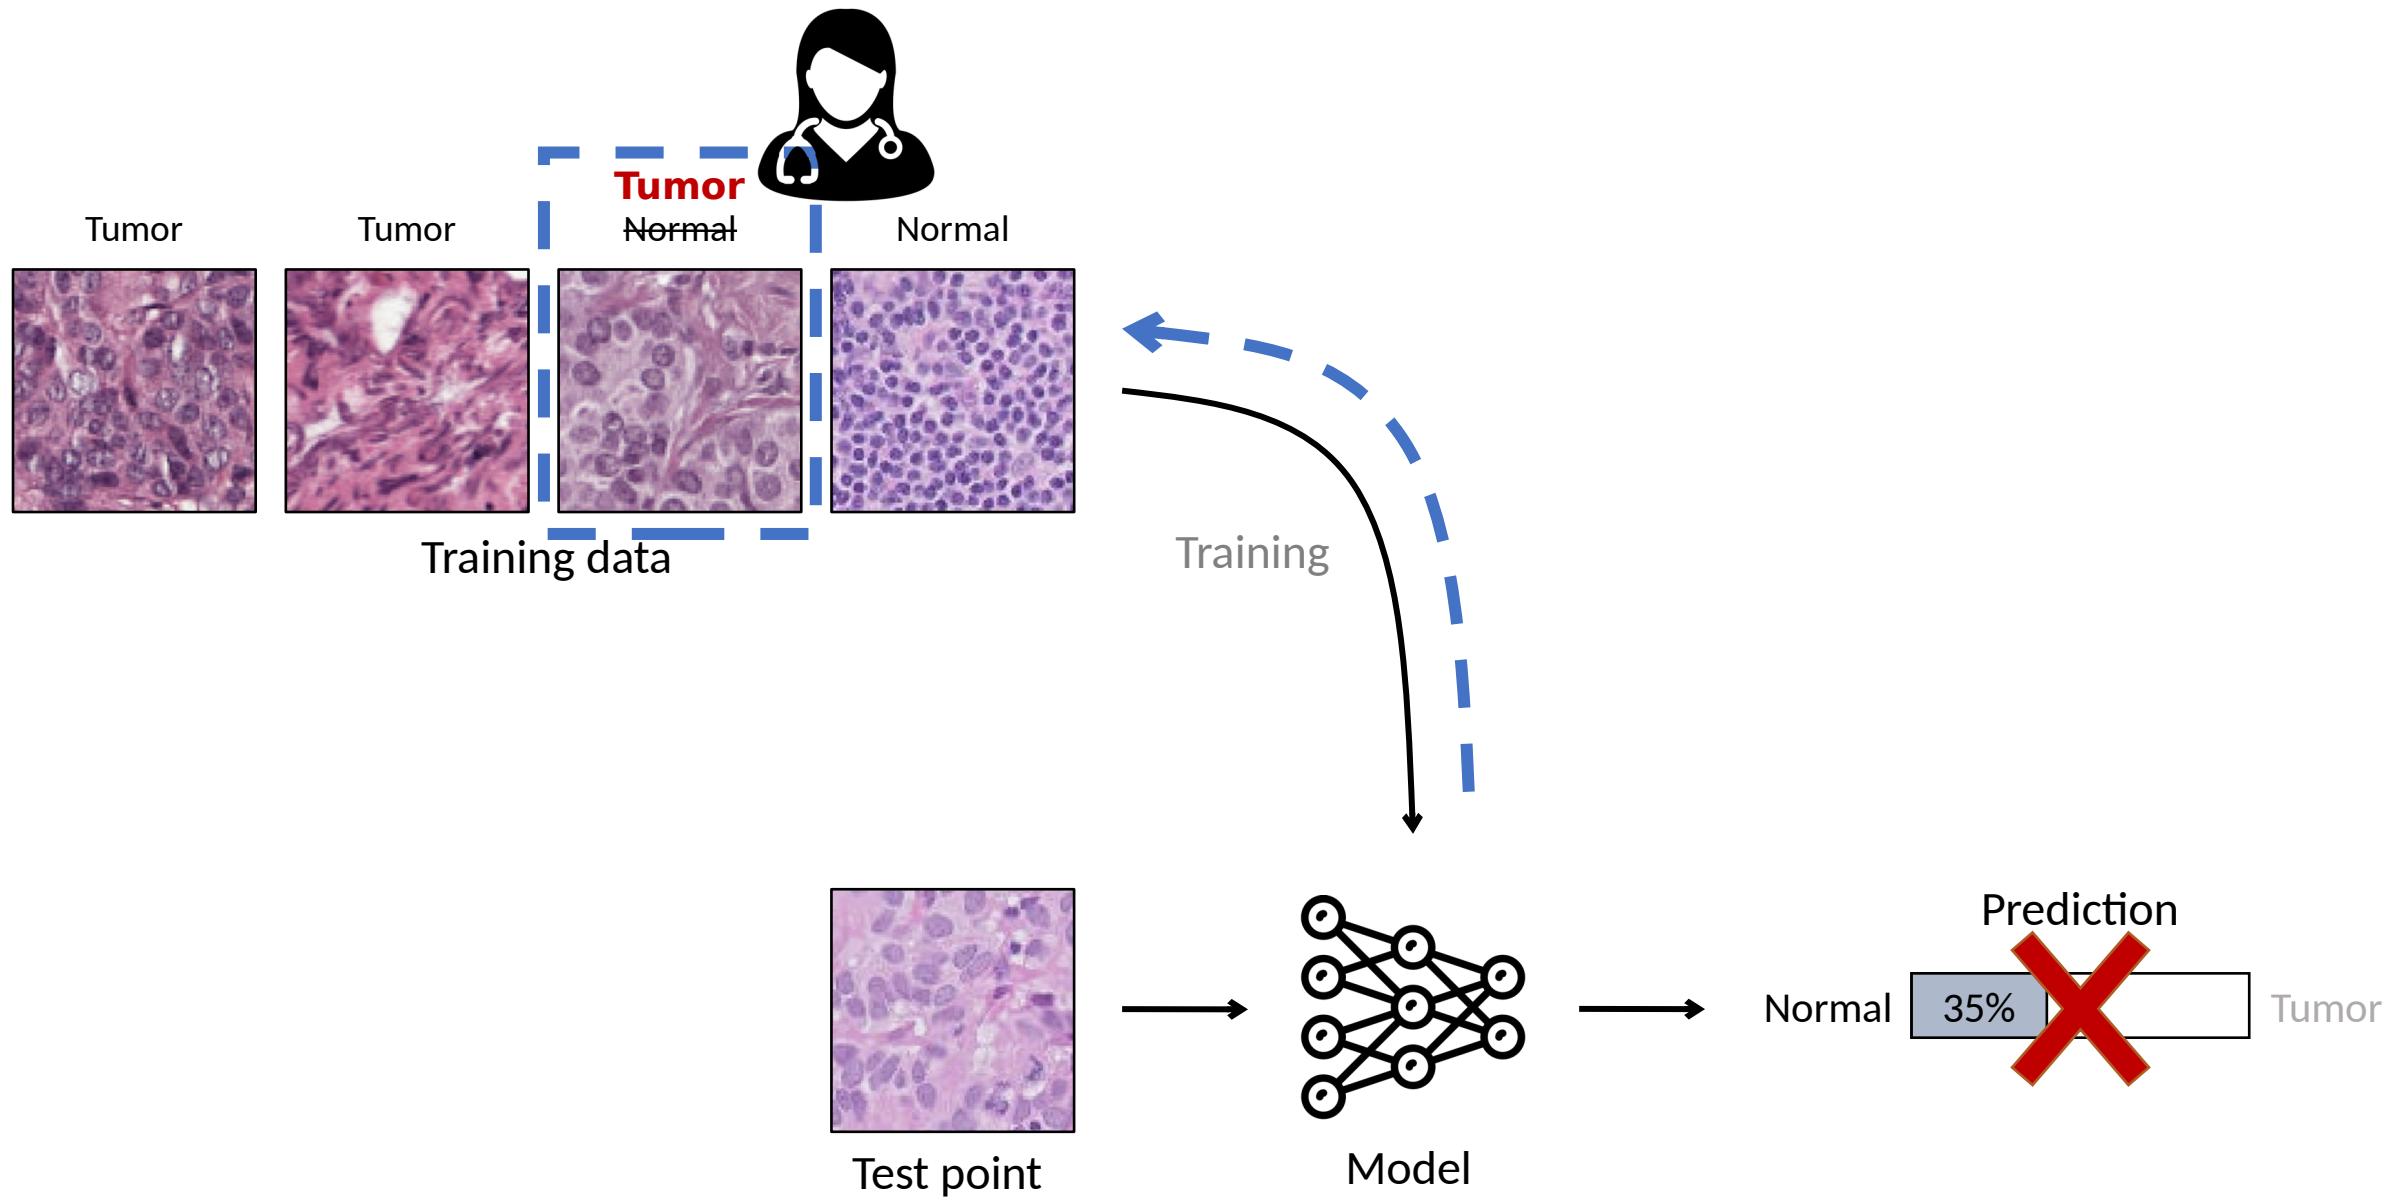 Tumor
Tumor
Tumor
Normal
Normal
Training data
Training
Prediction
Normal
35%
Tumor
Test point
Model